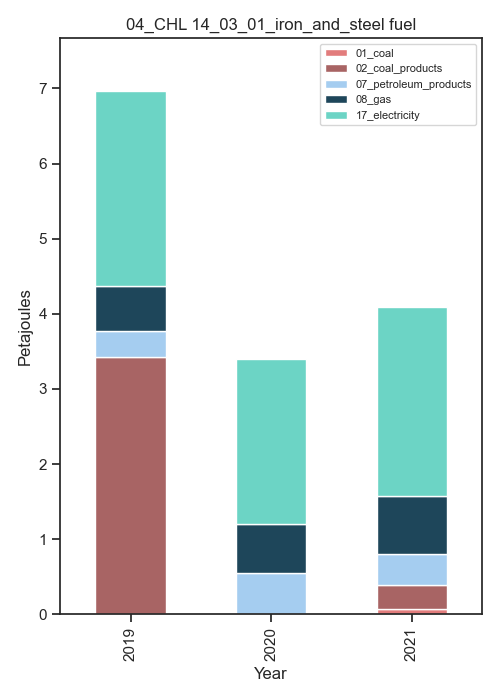 04_CHL 14_03_01_iron_and_steel fuel
01_coal
02_coal_products
07_petroleum_products
08_gas
17_electricity
Petajoules
7
6
5
4
3
2
1
0
2019
2020
2021
Year